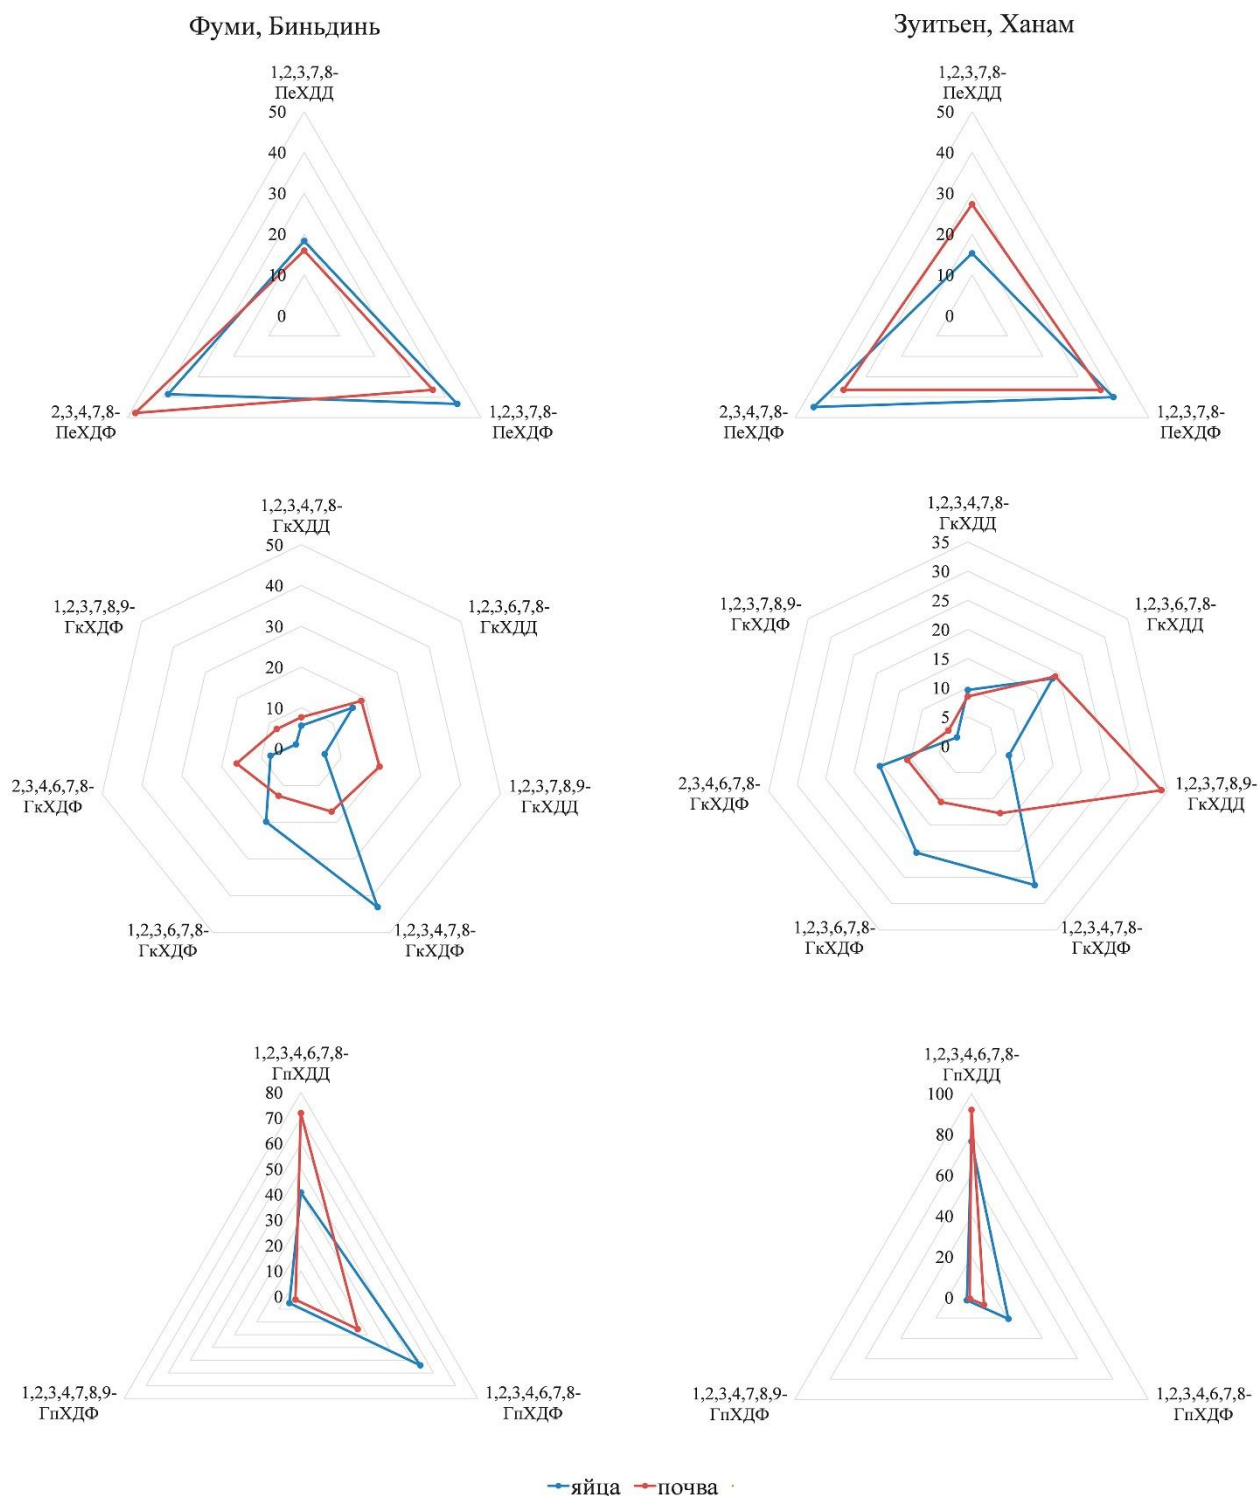 Фуми, Биньдинь
Зуитьен, Ханам
1,2,3,7,8-
ПеХДД
50
40
30
20
10
0
2,3,4,7,8-
ПеХДФ
1,2,3,7,8-
ПеХДФ
1,2,3,7,8-
ПеХДД
50
40
30
20
10
0
2,3,4,7,8-
ПеХДФ
1,2,3,7,8-
ПеХДФ
1,2,3,4,7,8-
ГкХДД
50
40
30
20
10
0
1,2,3,7,8,9-
ГкХДФ
1,2,3,6,7,8-
ГкХДД
2,3,4,6,7,8-
ГкХДФ
1,2,3,7,8,9-
ГкХДД
1,2,3,6,7,8-
ГкХДФ
1,2,3,4,7,8-
ГкХДФ
1,2,3,4,7,8-
ГкХДД
35
30
25
20
15
10
5
0
1,2,3,7,8,9-
ГкХДФ
1,2,3,6,7,8-
ГкХДД
2,3,4,6,7,8-
ГкХДФ
1,2,3,7,8,9-
ГкХДД
1,2,3,6,7,8-
ГкХДФ
1,2,3,4,7,8-
ГкХДФ
1,2,3,4,6,7,8-
ГпХДД
80
70
60
50
40
30
20
10
0
1,2,3,4,7,8,9-
ГпХДФ
1,2,3,4,6,7,8-
ГпХДФ
1,2,3,4,6,7,8-
ГпХДД
100
80
60
40
20
0
1,2,3,4,7,8,9-
ГпХДФ
1,2,3,4,6,7,8-
ГпХДФ
яйца почва